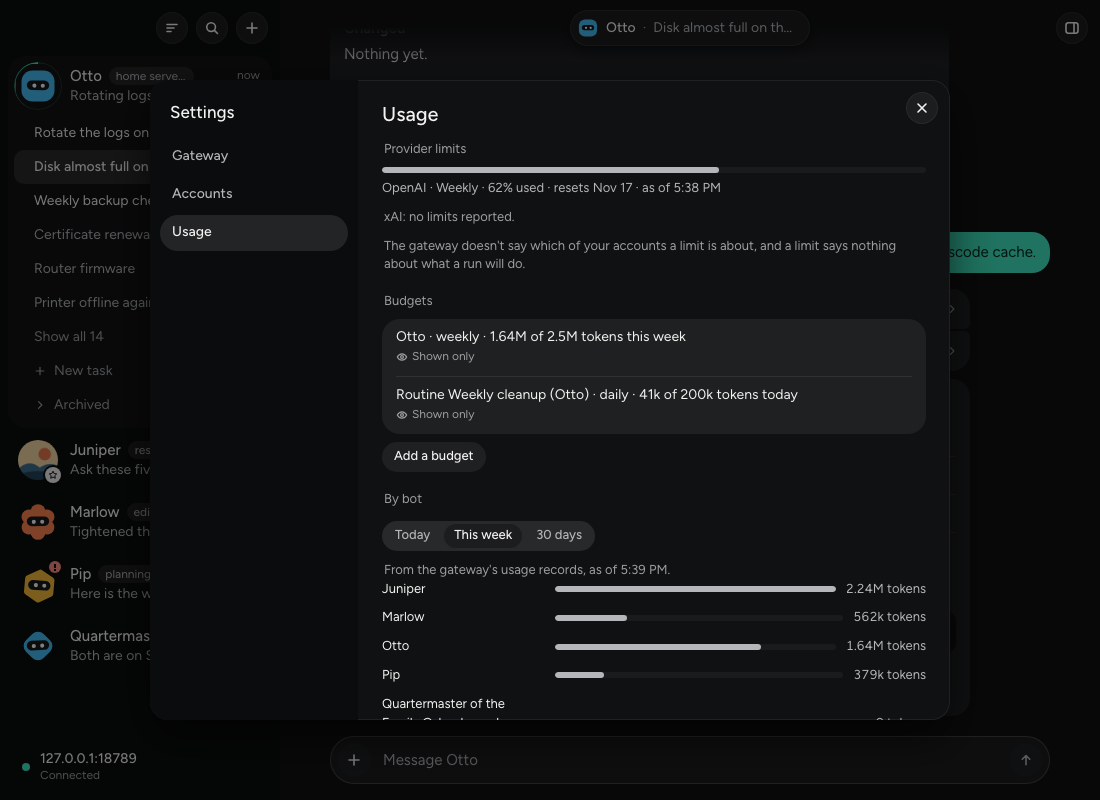 Otto · Disk almost full on th…
Nothing yet.
Otto home serve… now
Rotating logs
Rotate the logs on
Disk almost full on
Weekly backup che
Certificate renewa
Router firmware
Printer offline again
Show all 14
New task
Archived
Juniper res
Ask these fiv
Marlow edi
Tightened th
Pip planning
Here is the w
Quartermas
Both are on S
127.0.0.1:18789
Connected
Settings
Gateway
Accounts
Usage
Usage
Provider limits
OpenAI · Weekly · 62% used · resets Nov 17 · as of 5:38 PM
xAI: no limits reported.
The gateway doesn't say which of your accounts a limit is about, and a limit says nothing
about what a run will do.
Budgets
Otto · weekly · 1.64M of 2.5M tokens this week
Shown only
Routine Weekly cleanup (Otto) · daily · 41k of 200k tokens today
Shown only
Add a budget
By bot
Today This week 30 days
From the gateway's usage records, as of 5:39 PM.
Juniper 2.24M tokens
Marlow 562k tokens
Otto 1.64M tokens
Pip 379k tokens
Quartermaster of the
scode cache.
Message Otto